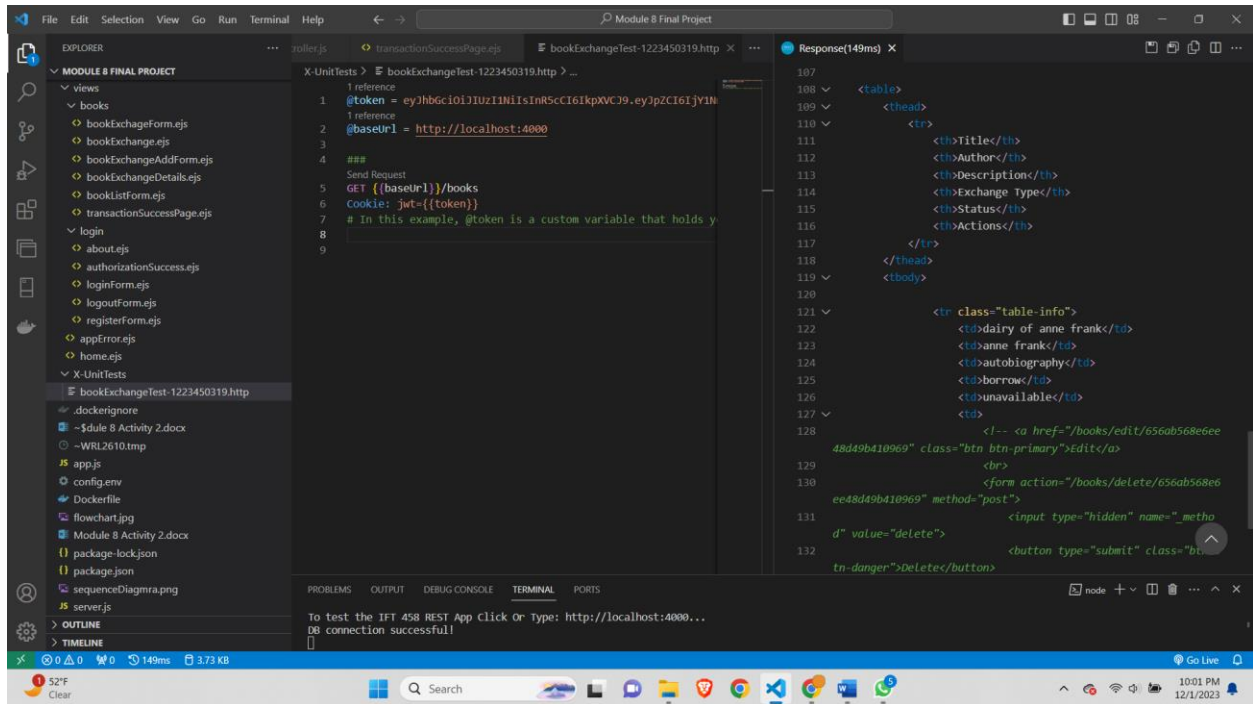 File Edit Selection View Go Run Terminal Help
Module 8 Final Project
EXPLORER
MODULE 8 FINAL PROJECT
views
books
bookExchageForm.ejs
bookExchange.ejs
bookExchangeAddForm.ejs
bookExchangeDetails.ejs
bookListForm.ejs
transactionSuccessPage.ejs
login
about.ejs
authorizationSuccess.ejs
loginForm.ejs
logoutForm.ejs
registerForm.ejs
appError.ejs
home.ejs
X-UnitTests
bookExchangeTest-1223450319.http
.dockerignore
~$dule 8 Activity 2.docx
~WRL2610.tmp
JS app.js
config.env
Dockerfile
flowchart.jpg
Module 8 Activity 2.docx
{} package-lock.json
{} package.json
sequenceDiagmra.png
JS server.js
OUTLINE
TIMELINE
roller.js transactionSuccessPage.ejs bookExchangeTest-1223450319.http
X-UnitTests > bookExchangeTest-1223450319.http > ...
1 reference
1 @token =
1 reference
2 @baseUrl = http://localhost:4000
3
4 ###
Send Request
5 GET {{baseUrl}}/books
6 Cookie: jwt={{token}}
7 # In this example, @token is a custom variable that holds y
8
9
Response(149ms)
107
108 <table>
109 <thead>
110 <tr>
111 <th>Title</th>
112 <th>Author</th>
113 <th>Description</th>
114 <th>Exchange Type</th>
115 <th>Status</th>
116 <th>Actions</th>
117 </tr>
118 </thead>
119 <tbody>
120
121 <tr class="table-info">
122 <td>dairy of anne frank</td>
123 <td>anne frank</td>
124 <td>autobiography</td>
125 <td>borrow</td>
126 <td>unavailable</td>
127 <td>
128 <!-- <a href="/books/edit/656ab568e6ee
48d49b410969" class="btn btn-primary">Edit</a>
129 <br>
130 <form action="/books/delete/656ab568e6
ee48d49b410969" method="post">
131 <input type="hidden" name="_metho
d" value="delete">
132 <button type="submit" class="bt
tn-danger">Delete</button>
PROBLEMS OUTPUT DEBUG CONSOLE TERMINAL PORTS
node
To test the IFT 458 REST App Click Or Type: http://localhost:4000...
DB connection successful!
0 0 0 149ms 3.73 KB
Go Live
1
52°F
Clear
Search
5
10:01 PM
12/1/2023